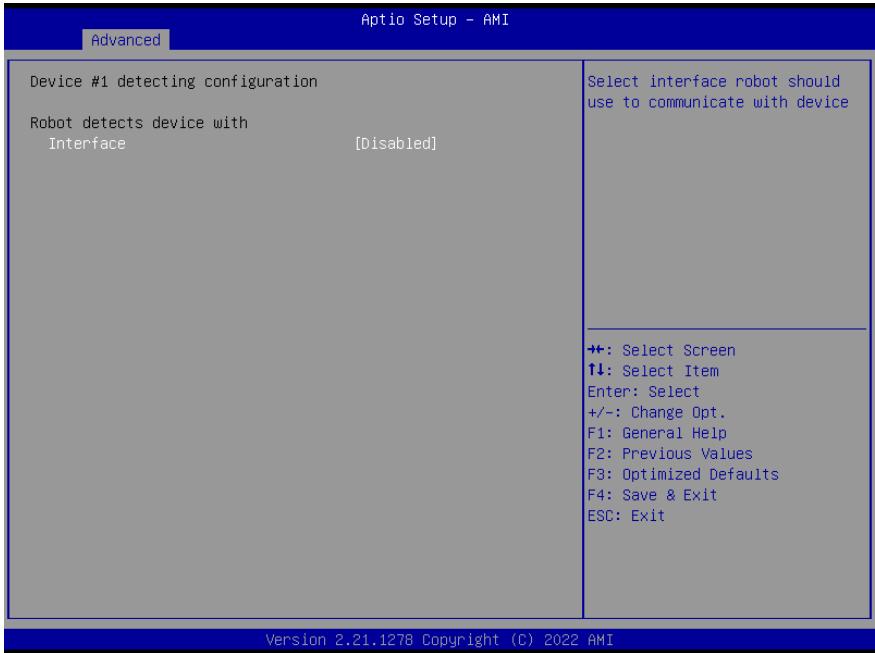 Aptio Setup - AMI
Advanced
Device #1 detecting configuration
Robot detects device with
Interface [Disabled]
Select interface robot should
use to communicate with device
→←: Select Screen
↑↓: Select Item
Enter: Select
+/-: Change Opt.
F1: General Help
F2: Previous Values
F3: Optimized Defaults
F4: Save & Exit
ESC: Exit
Version 2.21.1278 Copyright (C) 2022 AMI